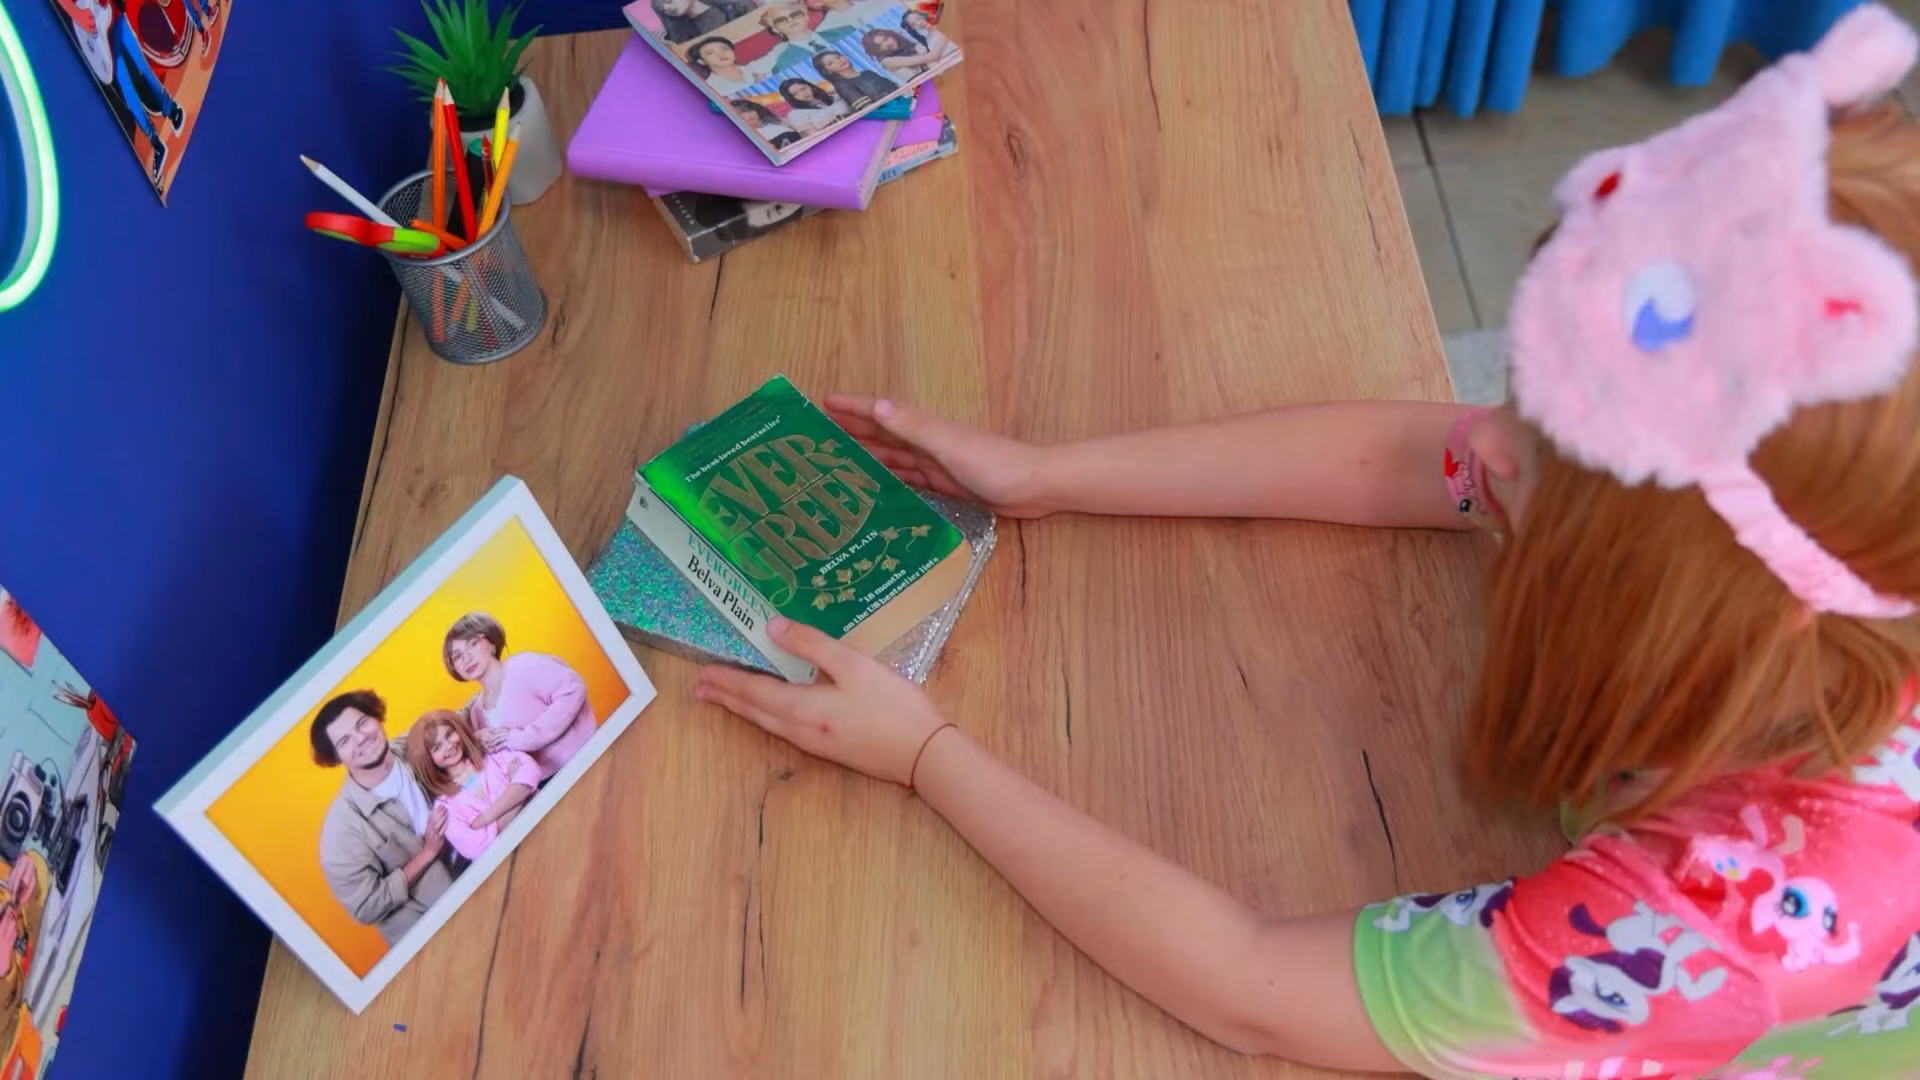 The best-loved bestseller*
EVER-
GREEN
BELVA PLAIN
*18 months
on the US bestseller lists
EVERGREEN
Belva Plain